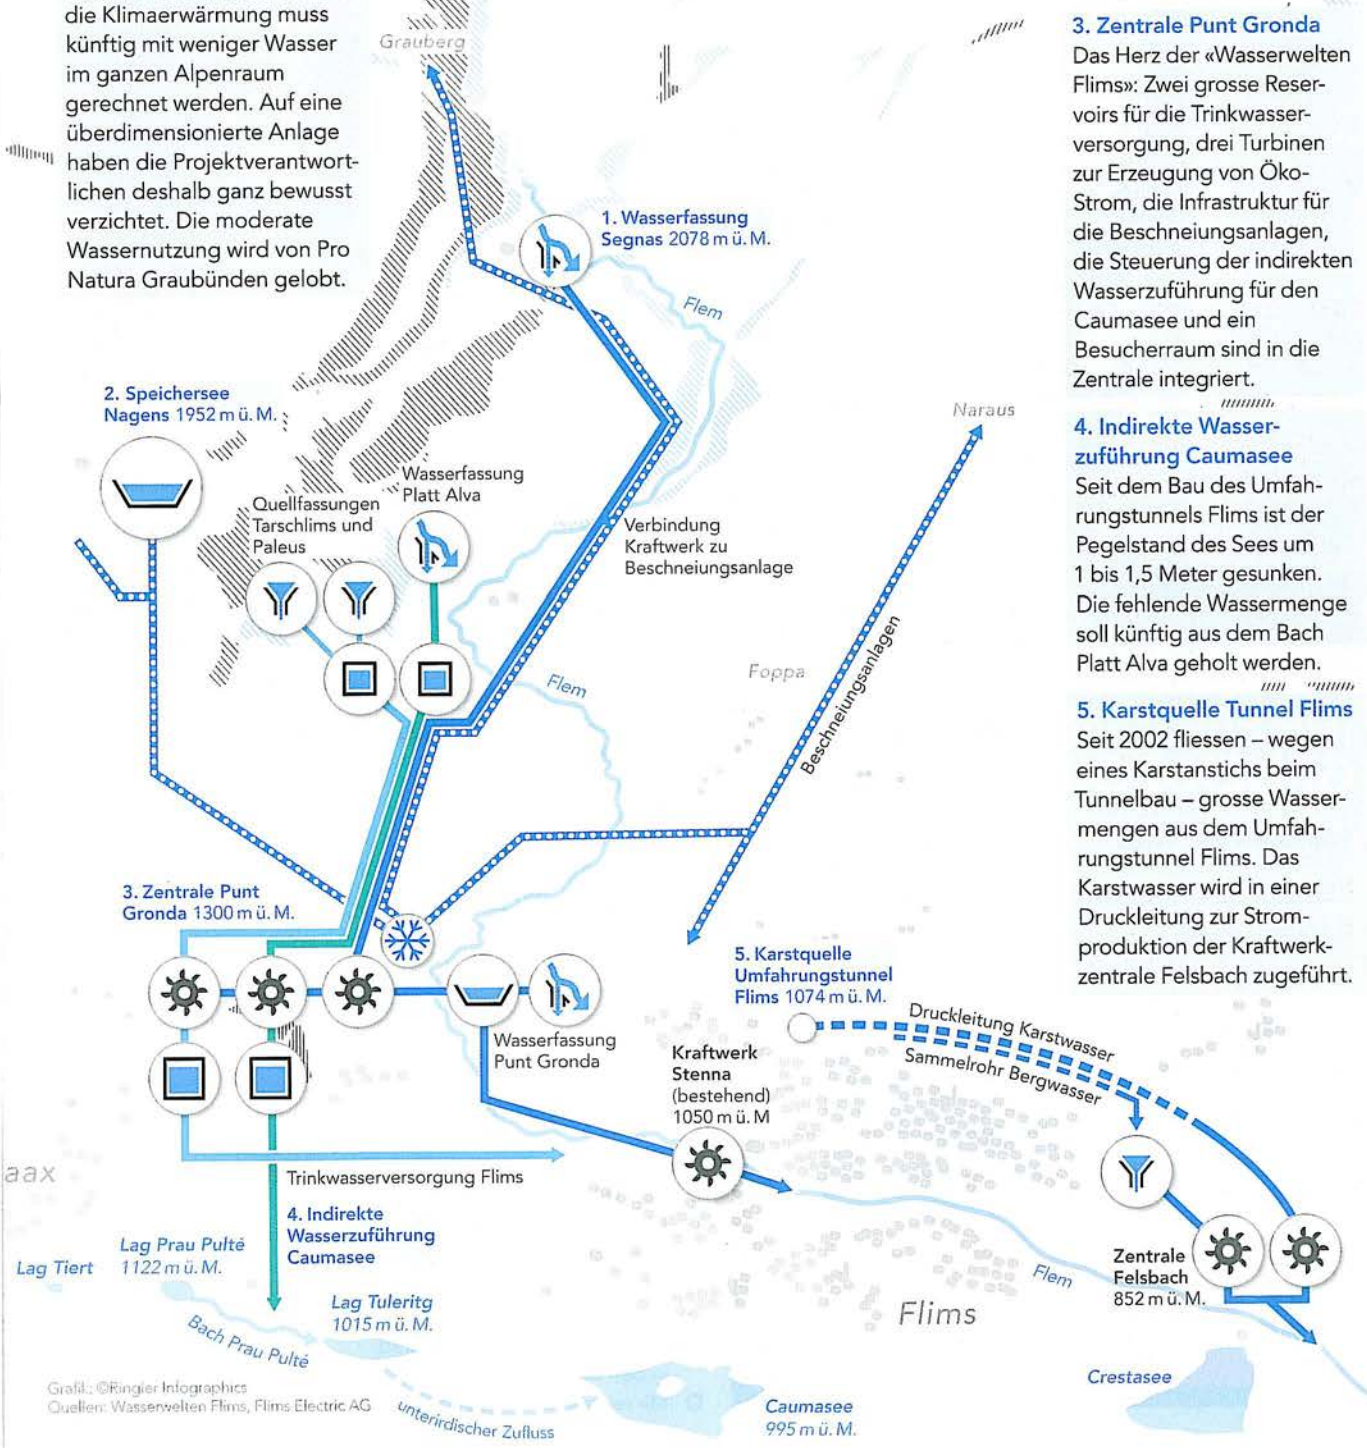 die Klimaerwärmung muss
künftig mit weniger Wasser
im ganzen Alpenraum
gerechnet werden. Auf eine
überdimensionierte Anlage
haben die Projektverantwort-
lichen deshalb ganz bewusst
verzichtet. Die moderate
Wassernutzung wird von Pro
Natura Graubünden gelobt.
Grauberg
1. Wasserfassung
Segnas 2078 m ü. M.
Flem
2. Speichersee
Nagens 1952 m ü. M.
Wasserfassung
Platt Alva
Quellfassungen
Tarschlims und
Paleus
Verbindung
Kraftwerk zu
Beschneiungsanlage
Naraus
Flem
Foppa
Beschneiungsanlagen
3. Zentrale Punt
Gronda 1300 m ü. M.
Wasserfassung
Punt Gronda
5. Karstquelle
Umfahrungstunnel
Flims 1074 m ü. M.
Druckleitung Karstwasser
Sammelrohr Bergwasser
Kraftwerk
Stenna
(bestehend)
1050 m ü. M
aax
Trinkwasserversorgung Flims
4. Indirekte
Wasserzuführung
Caumasee
Lag Tiert
Lag Prau Pulté
1122 m ü. M.
Bach Prau Pulté
Lag Tuleritg
1015 m ü. M.
unterirdischer Zufluss
Caumasee
995 m ü. M.
Flims
Flem
Zentrale
Felsbach
852 m ü. M.
Crestasee
Grafik: ©Ringier Infographics
Quellen: Wasserwelten Flims, Flims Electric AG
3. Zentrale Punt Gronda
Das Herz der «Wasserwelten
Flims»: Zwei grosse Reser-
voirs für die Trinkwasser-
versorgung, drei Turbinen
zur Erzeugung von Öko-
Strom, die Infrastruktur für
die Beschneiungsanlagen,
die Steuerung der indirekten
Wasserzuführung für den
Caumasee und ein
Besucherraum sind in die
Zentrale integriert.
4. Indirekte Wasser-
zuführung Caumasee
Seit dem Bau des Umfah-
rungstunnels Flims ist der
Pegelstand des Sees um
1 bis 1,5 Meter gesunken.
Die fehlende Wassermenge
soll künftig aus dem Bach
Platt Alva geholt werden.
5. Karstquelle Tunnel Flims
Seit 2002 fliessen – wegen
eines Karstanstichs beim
Tunnelbau – grosse Wasser-
mengen aus dem Umfah-
rungstunnel Flims. Das
Karstwasser wird in einer
Druckleitung zur Strom-
produktion der Kraftwerk-
zentrale Felsbach zugeführt.